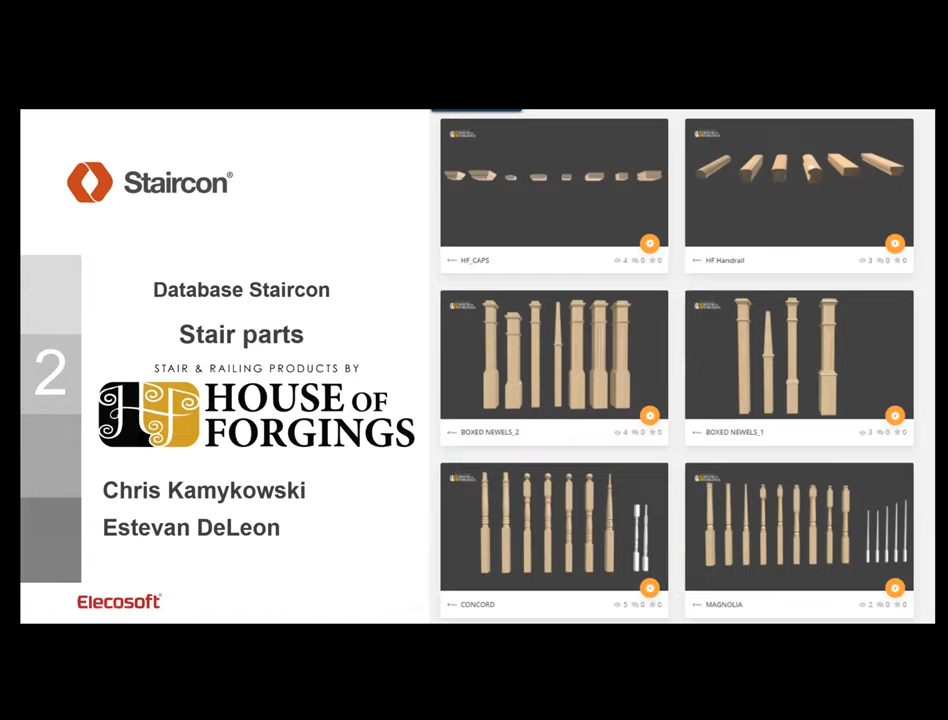 Staircon®
Database Staircon
Stair parts
2
STAIR & RAILING PRODUCTS BY
HOUSE OF
FORGINGS
Chris Kamykowski
Estevan DeLeon
Elecosoft®
HF_CAPS
4 0 0
HF Handrail
3 0 0
BOXED NEWELS_2
4 0 0
BOXED NEWELS_1
3 0 0
CONCORD
5 0 0
MAGNOLIA
2 0 0